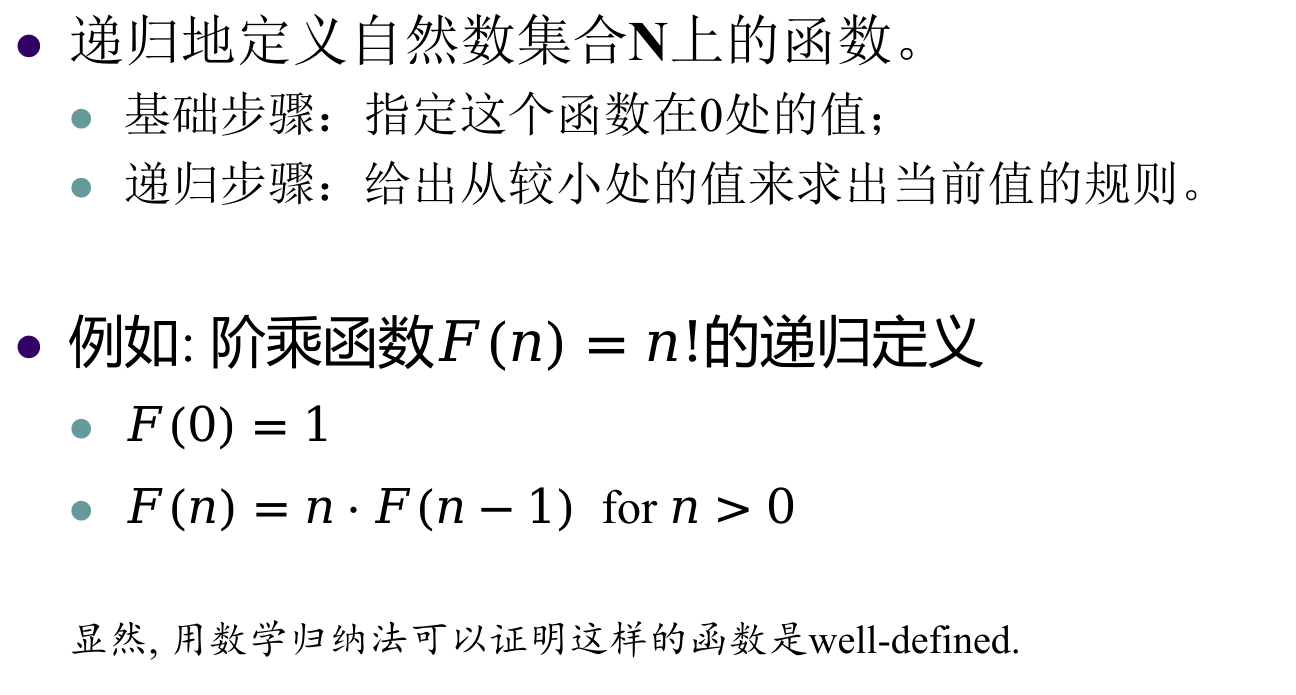 递归地定义自然数集合N上的函数。
基础步骤：指定这个函数在0处的值；
递归步骤：给出从较小处的值来求出当前值的规则。
例如: 阶乘函数F(n) = n!的递归定义
F(0) = 1
F(n) = n · F(n − 1) for n > 0
显然, 用数学归纳法可以证明这样的函数是well-defined.